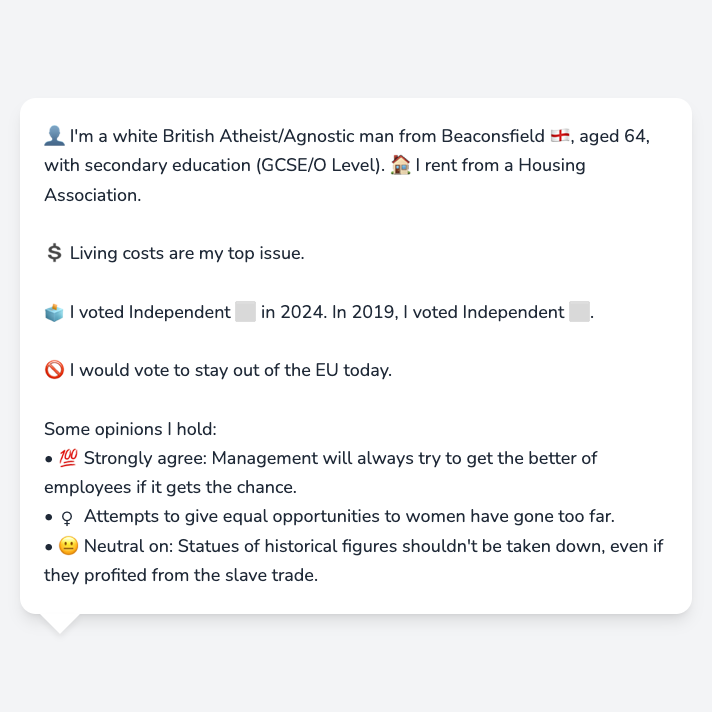 👤 I'm a white British Atheist/Agnostic man from Beaconsfield 🏴󠁧󠁢󠁥󠁮󠁧󠁿, aged 64,
with secondary education (GCSE/O Level). 🏠 I rent from a Housing
Association.
💲 Living costs are my top issue.
🗳️ I voted Independent ⬜ in 2024. In 2019, I voted Independent ⬜.
🚫 I would vote to stay out of the EU today.
Some opinions I hold:
• 💯 Strongly agree: Management will always try to get the better of
employees if it gets the chance.
• ♀ Attempts to give equal opportunities to women have gone too far.
• 😐 Neutral on: Statues of historical figures shouldn't be taken down, even if
they profited from the slave trade.